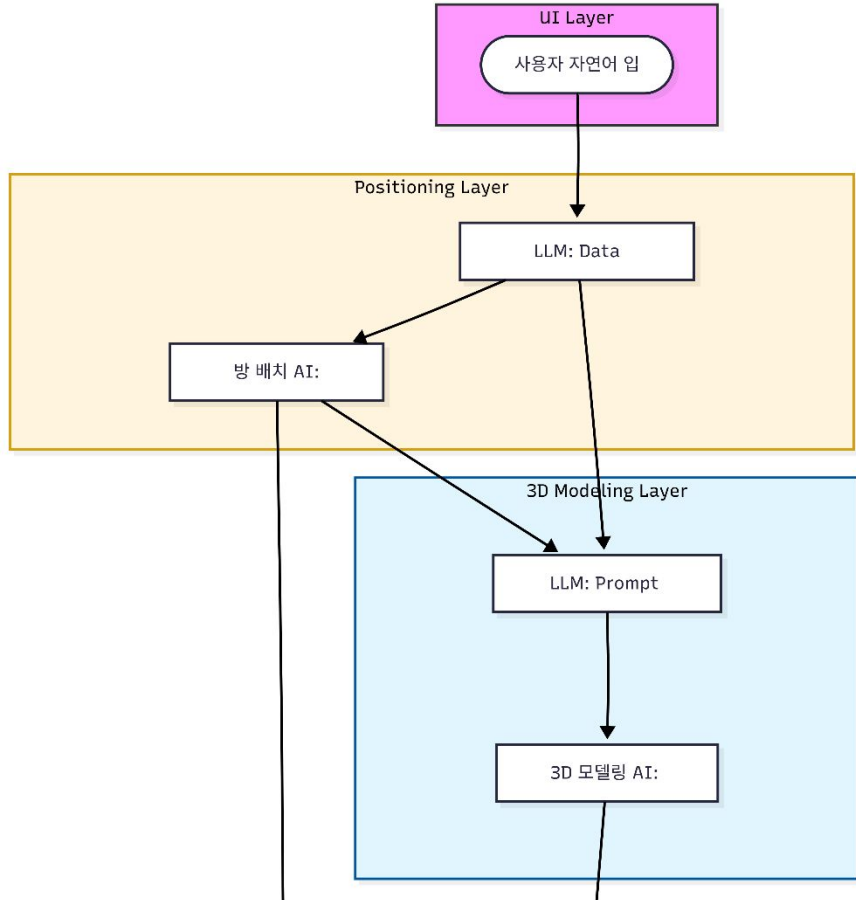 UI Layer
사용자 자연어 입
Positioning Layer
LLM: Data
방 배치 AI:
3D Modeling Layer
LLM: Prompt
3D 모델링 AI: